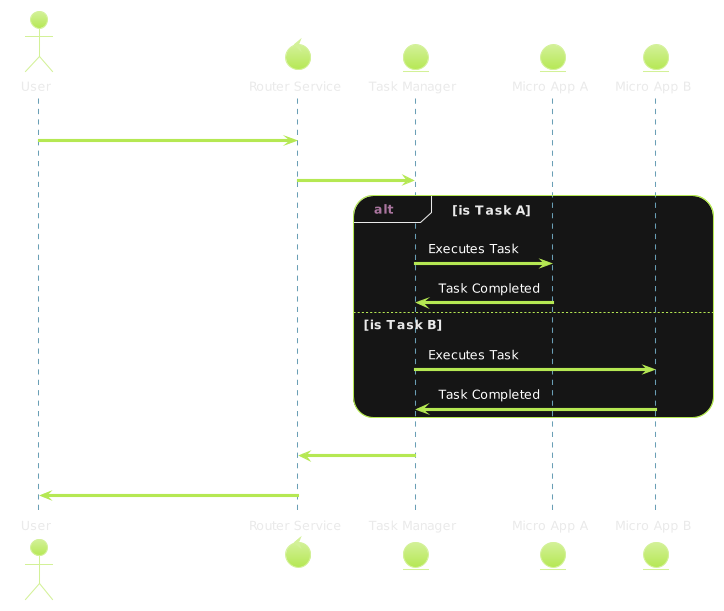 User
Router Service
Task Manager
Micro App A
Micro App B
alt
[is Task A]
Executes Task
Task Completed
[is Task B]
Executes Task
Task Completed
User
Router Service
Task Manager
Micro App A
Micro App B